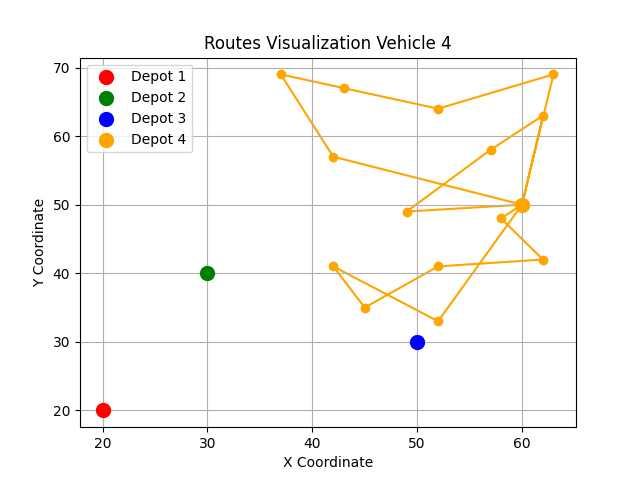 Routes Visualization Vehicle 4
Depot 1
Depot 2
Depot 3
Depot 4
70
60
50
40
30
20
Y Coordinate
20 30 40 50 60
X Coordinate